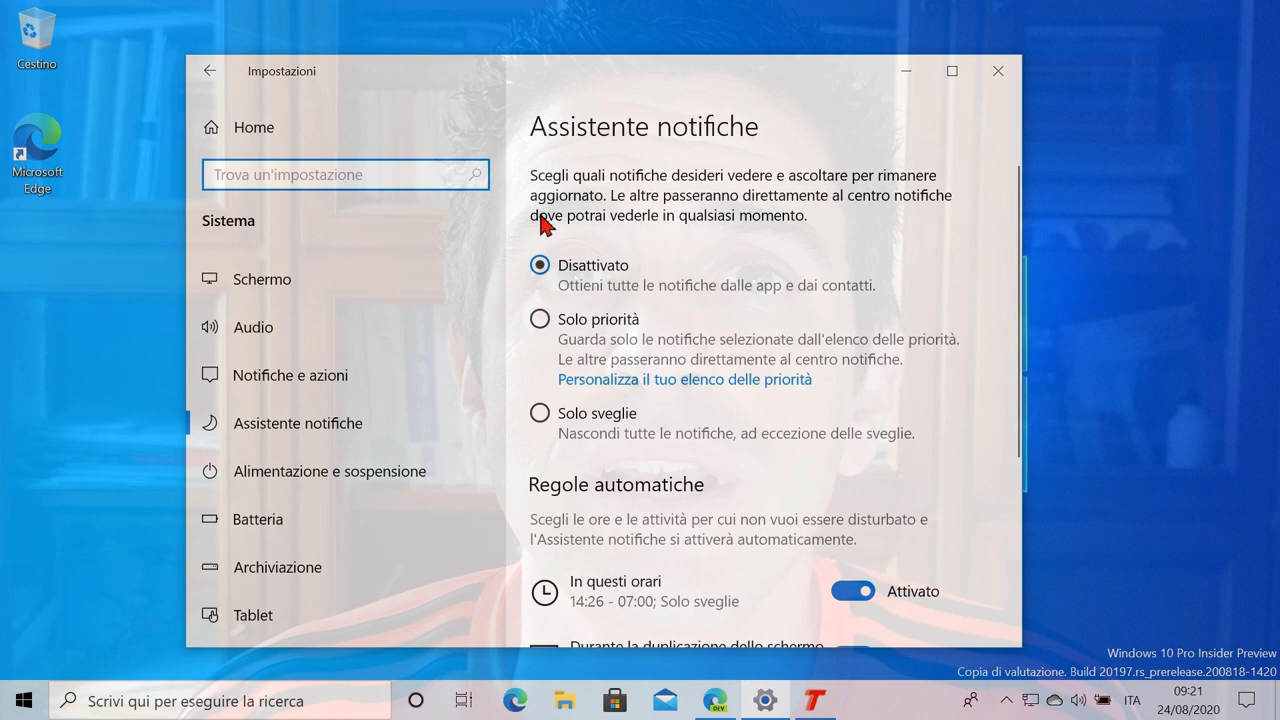 Cestino
Microsoft
Edge
Impostazioni
Home
Trova un'impostazione
Sistema
Schermo
Audio
Notifiche e azioni
Assistente notifiche
Alimentazione e sospensione
Batteria
Archiviazione
Tablet
Assistente notifiche
Scegli quali notifiche desideri vedere e ascoltare per rimanere
aggiornato. Le altre passeranno direttamente al centro notifiche
dove potrai vederle in qualsiasi momento.
Disattivato
Ottieni tutte le notifiche dalle app e dai contatti.
Solo priorità
Guarda solo le notifiche selezionate dall'elenco delle priorità.
Le altre passeranno direttamente al centro notifiche.
Personalizza il tuo elenco delle priorità
Solo sveglie
Nascondi tutte le notifiche, ad eccezione delle sveglie.
Regole automatiche
Scegli le ore e le attività per cui non vuoi essere disturbato e
l'Assistente notifiche si attiverà automaticamente.
In questi orari
14:26 - 07:00; Solo sveglie
Attivato
Durante la duplicazione dello schermo
Windows 10 Pro Insider Preview
Copia di valutazione. Build 20197.rs_prerelease.200818-1420
Scrivi qui per eseguire la ricerca
DEV
T
ITA
09:21
24/08/2020